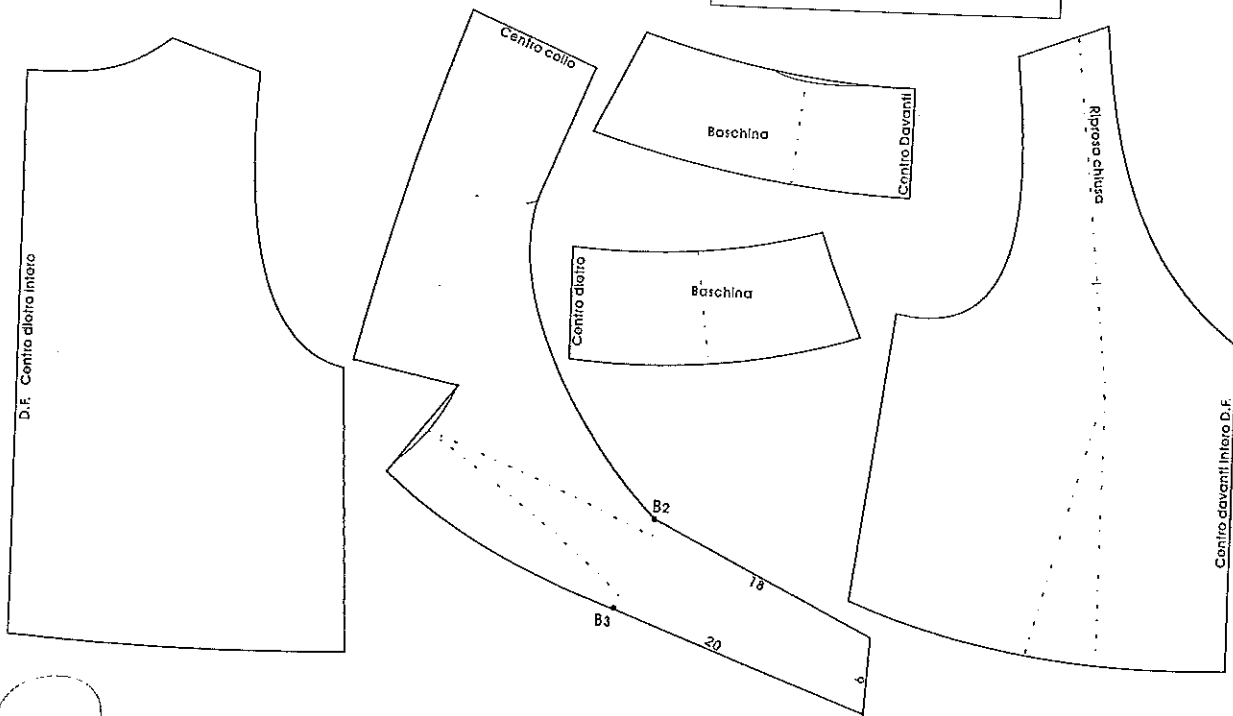 D.F. Centro dietro intero
Centro collo
Baschina
Centro Davanti
Centro dietro
Baschina
Ripresa chiusa
Centro davanti intero D.F.
B2
18
B3
20
6